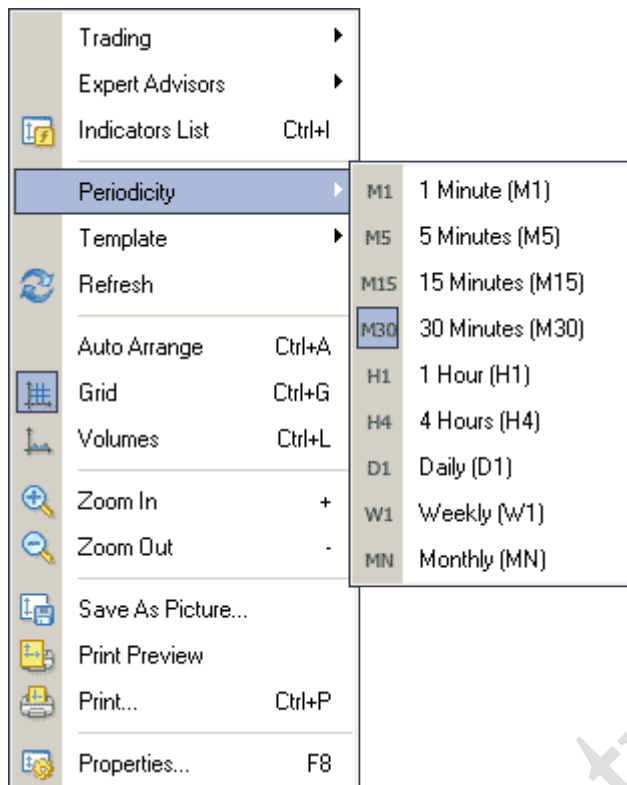 Trading
Expert Advisors
Indicators List Ctrl+I
Periodicity
Template
Refresh
Auto Arrange Ctrl+A
Grid Ctrl+G
Volumes Ctrl+L
Zoom In +
Zoom Out -
Save As Picture...
Print Preview
Print... Ctrl+P
Properties... F8
M1 1 Minute (M1)
M5 5 Minutes (M5)
M15 15 Minutes (M15)
M30 30 Minutes (M30)
H1 1 Hour (H1)
H4 4 Hours (H4)
D1 Daily (D1)
W1 Weekly (W1)
MN Monthly (MN)